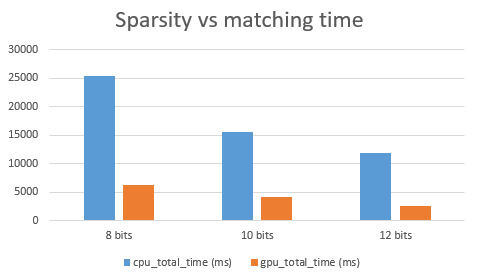 Sparsity vs matching time
30000
25000
20000
15000
10000
5000
0
8 bits 10 bits 12 bits
cpu_total_time (ms) gpu_total_time (ms)